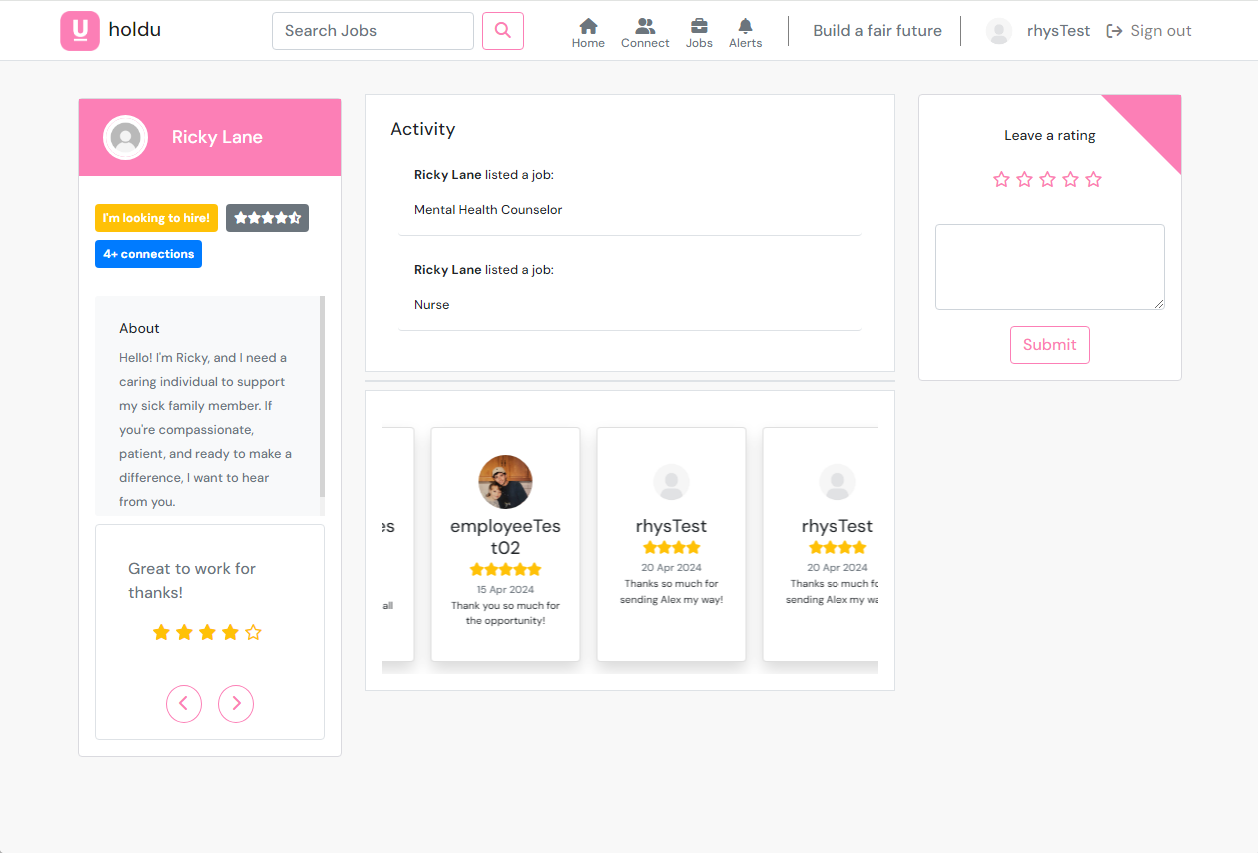 holdu
Search Jobs
Home
Connect
Jobs
Alerts
Build a fair future
rhysTest
Sign out
Ricky Lane
I'm looking to hire!
4+ connections
About
Hello! I'm Ricky, and I need a
caring individual to support
my sick family member. If
you're compassionate,
patient, and ready to make a
difference, I want to hear
from you.
Great to work for
thanks!
Activity
Ricky Lane listed a job:
Mental Health Counselor
Ricky Lane listed a job:
Nurse
es
all
employeeTes
t02
15 Apr 2024
Thank you so much for
the opportunity!
rhysTest
20 Apr 2024
Thanks so much for
sending Alex my way!
rhysTest
20 Apr 2024
Thanks so much fo
sending Alex my wa
Leave a rating
Submit